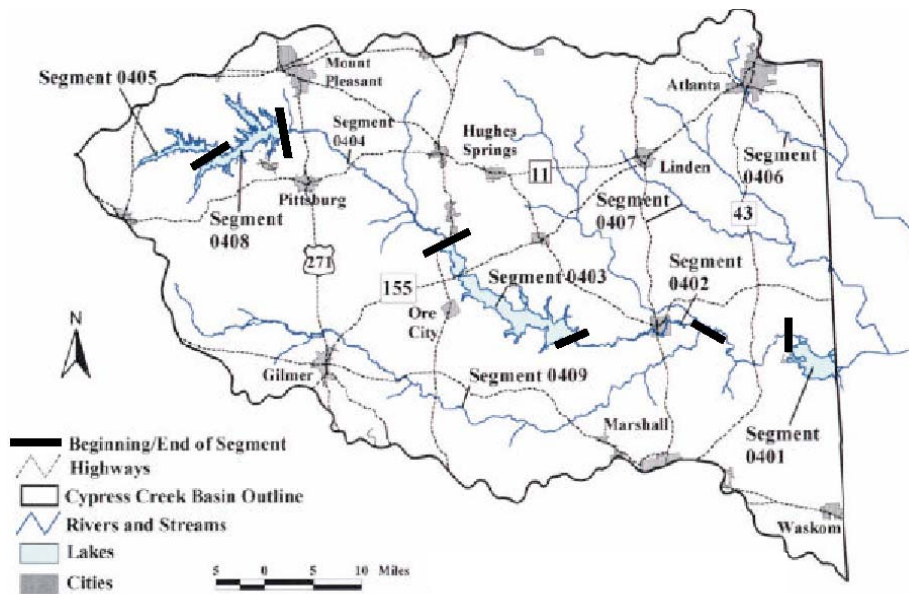 Segment 0405
Mount
Pleasant
Atlanta
Segment
0404
Hughes
Springs
11
Linden
Segment
0406
Pittsburg
Segment
0408
Segment
0407
43
271
Segment
0402
155
Segment 0403
Ore
City
N
Gilmer
Segment 0409
Marshall
Segment
0401
Beginning/End of Segment
Highways
Cypress Creek Basin Outline
Rivers and Streams
Lakes
Cities
5 0 5 10 Miles
Waskom